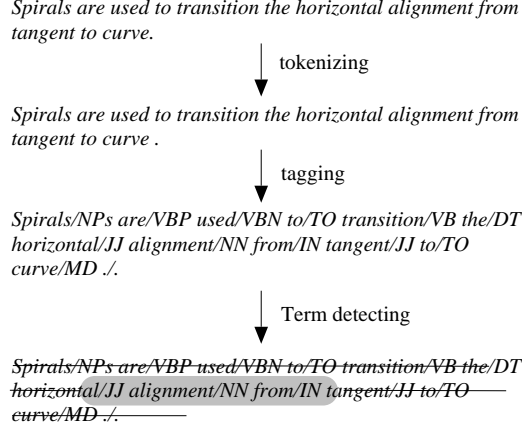 Spirals are used to transition the horizontal alignment from
tangent to curve.
tokenizing
Spirals are used to transition the horizontal alignment from
tangent to curve .
tagging
Spirals/NPs are/VBP used/VBN to/TO transition/VB the/DT
horizontal/JJ alignment/NN from/IN tangent/JJ to/TO
curve/MD ./.
Term detecting
Spirals/NPs are/VBP used/VBN to/TO transition/VB the/DT
horizontal/JJ alignment/NN from/IN tangent/JJ to/TO
curve/MD ./.